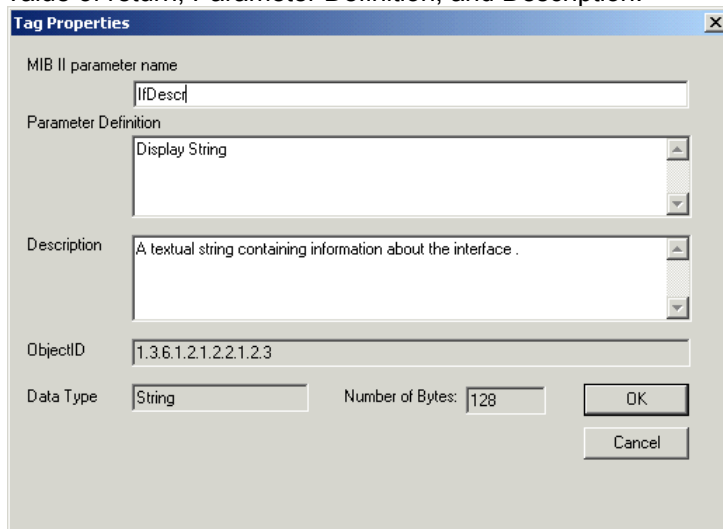 value of return, Parameter Definition, and Description.
Tag Properties
MIB II parameter name
IfDescr
Parameter Definition
Display String
Description
A textual string containing information about the interface .
ObjectID
1.3.6.1.2.1.2.2.1.2.3
Data Type
String
Number of Bytes:
128
OK
Cancel